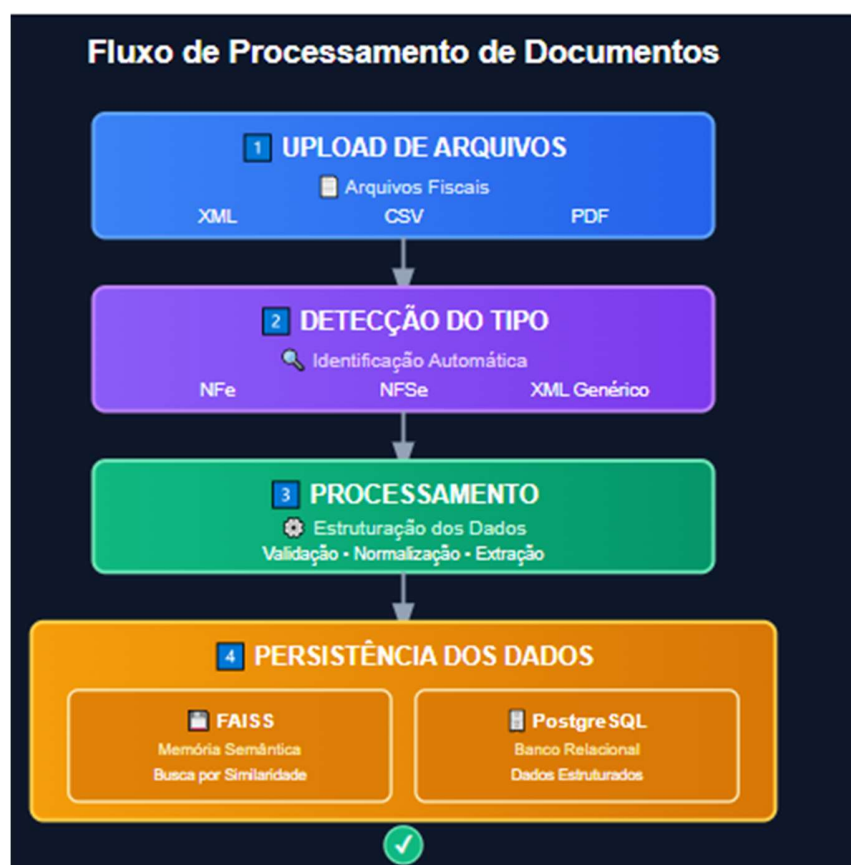 Fluxo de Processamento de Documentos
1 UPLOAD DE ARQUIVOS
Arquivos Fiscais
XML CSV PDF
2 DETECÇÃO DO TIPO
Identificação Automática
NFe NFSe XML Genérico
3 PROCESSAMENTO
Estruturação dos Dados
Validação • Normalização • Extração
4 PERSISTÊNCIA DOS DADOS
FAISS
Memória Semântica
Busca por Similaridade
PostgreSQL
Banco Relacional
Dados Estruturados